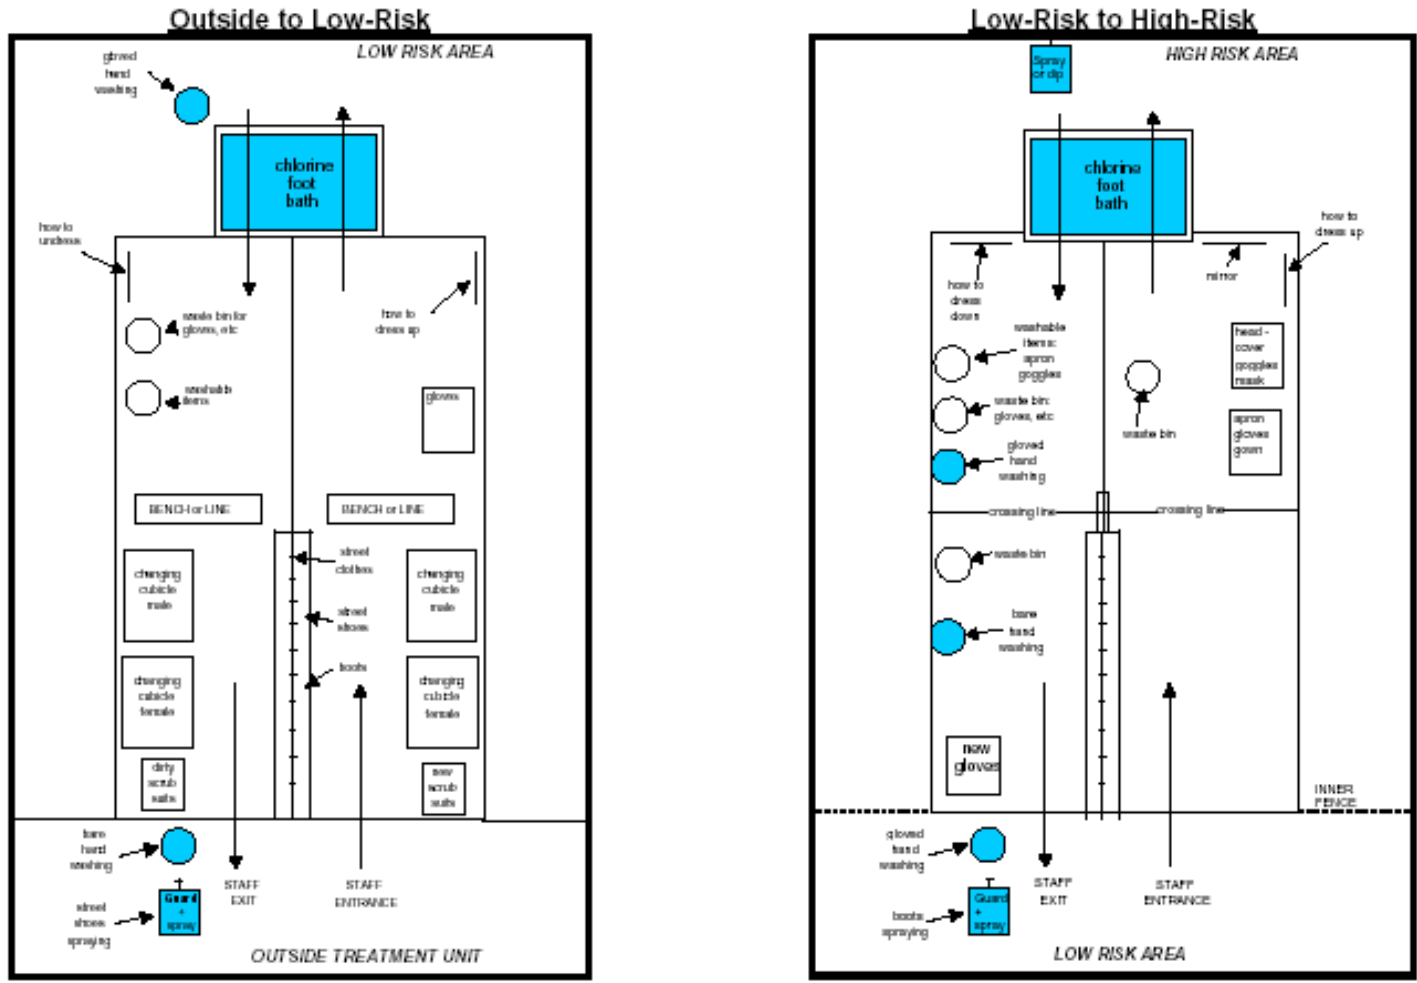 Outside to Low-Risk
LOW RISK AREA
gloved
hand
washing
chlorine
foot
bath
how to
undress
how to
dress up
waste bin for
gloves, etc
washable
items
gloves
BENCH or LINE
BENCH or LINE
street
clothes
changing
cubicle
male
changing
cubicle
male
street
shoes
boots
changing
cubicle
female
changing
cubicle
female
dirty
scrub
suits
new
scrub
suits
bare
hand
washing
STAFF
EXIT
STAFF
ENTRANCE
Guard
+
spray
street
shoes
spraying
OUTSIDE TREATMENT UNIT
Low-Risk to High-Risk
HIGH RISK AREA
Spray
or dip
chlorine
foot
bath
how to
dress up
mirror
how to
dress
down
washable
items:
apron
goggles
head-
cover
goggles
mask
waste bin:
gloves, etc
waste bin
apron
gloves
gown
gloved
hand
washing
crossing line
crossing line
waste bin
bare
hand
washing
new
gloves
INNER
FENCE
gloved
hand
washing
STAFF
EXIT
STAFF
ENTRANCE
Guard
+
spray
boots
spraying
LOW RISK AREA